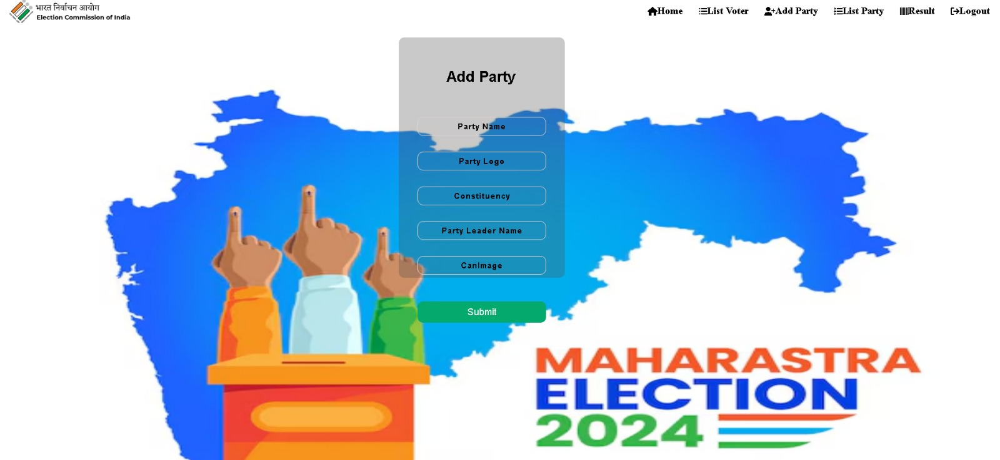 भारत निर्वाचन आयोग
Election Commission of India
Home List Voter Add Party List Party Result Logout
Add Party
Party Name
Party Logo
Constituency
Party Leader Name
CanImage
Submit
MAHARASTRA
ELECTION
2024